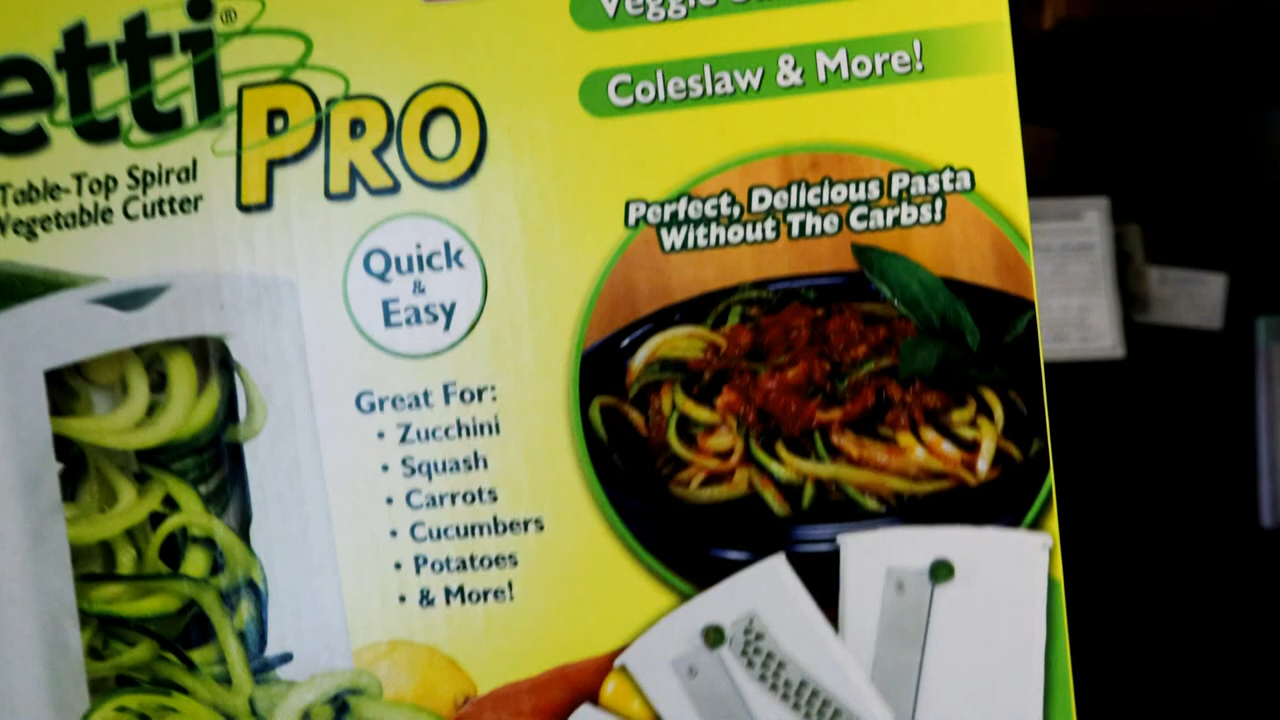 etti®
PRO
Table-Top Spiral
Vegetable Cutter
Veggie
Coleslaw & More!
Perfect, Delicious Pasta
Without The Carbs!
Quick
&
Easy
Great For:
• Zucchini
• Squash
• Carrots
• Cucumbers
• Potatoes
• & More!